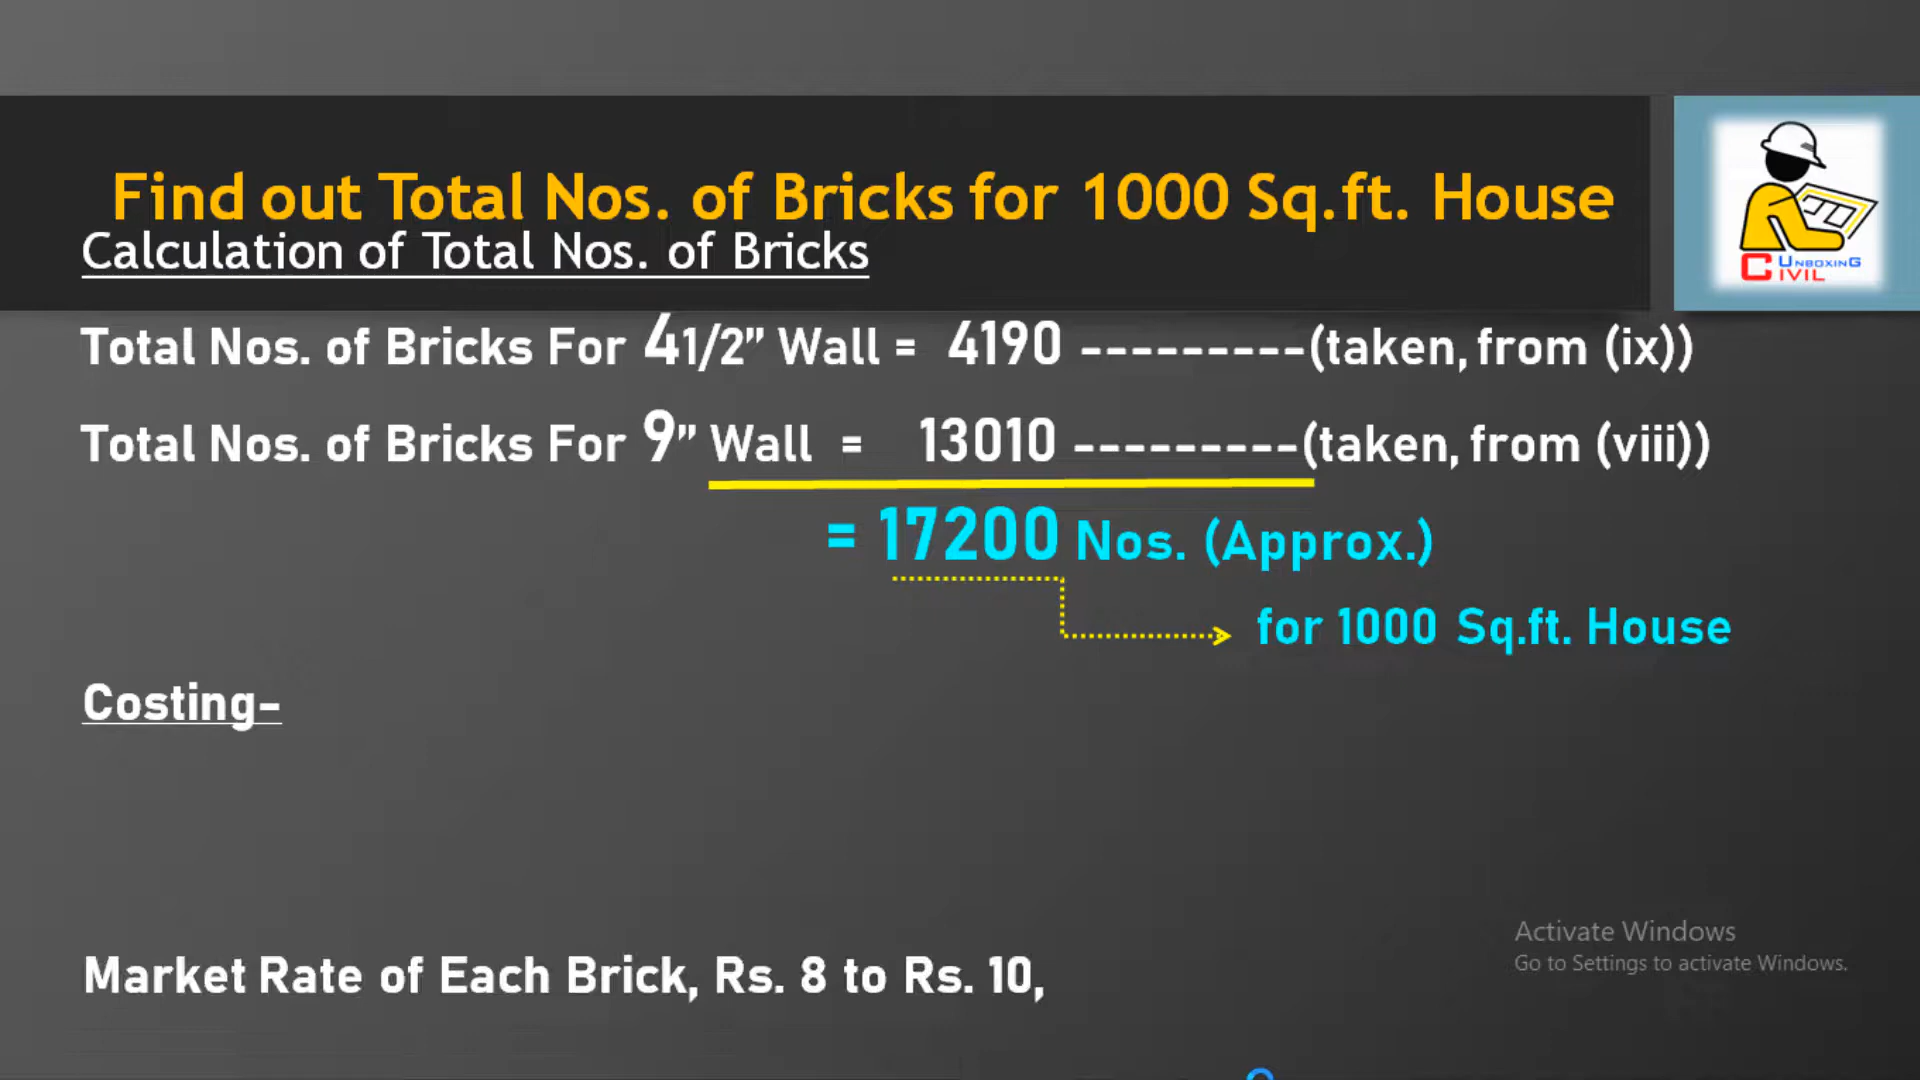 Find out Total Nos. of Bricks for 1000 Sq.ft. House
Calculation of Total Nos. of Bricks
UNBOXING
CIVIL
Total Nos. of Bricks For 41/2” Wall = 4190 ---------(taken, from (ix))
Total Nos. of Bricks For 9” Wall = 13010 ---------(taken, from (viii))
= 17200 Nos. (Approx.)
for 1000 Sq.ft. House
Costing-
Activate Windows
Go to Settings to activate Windows.
Market Rate of Each Brick, Rs. 8 to Rs. 10,